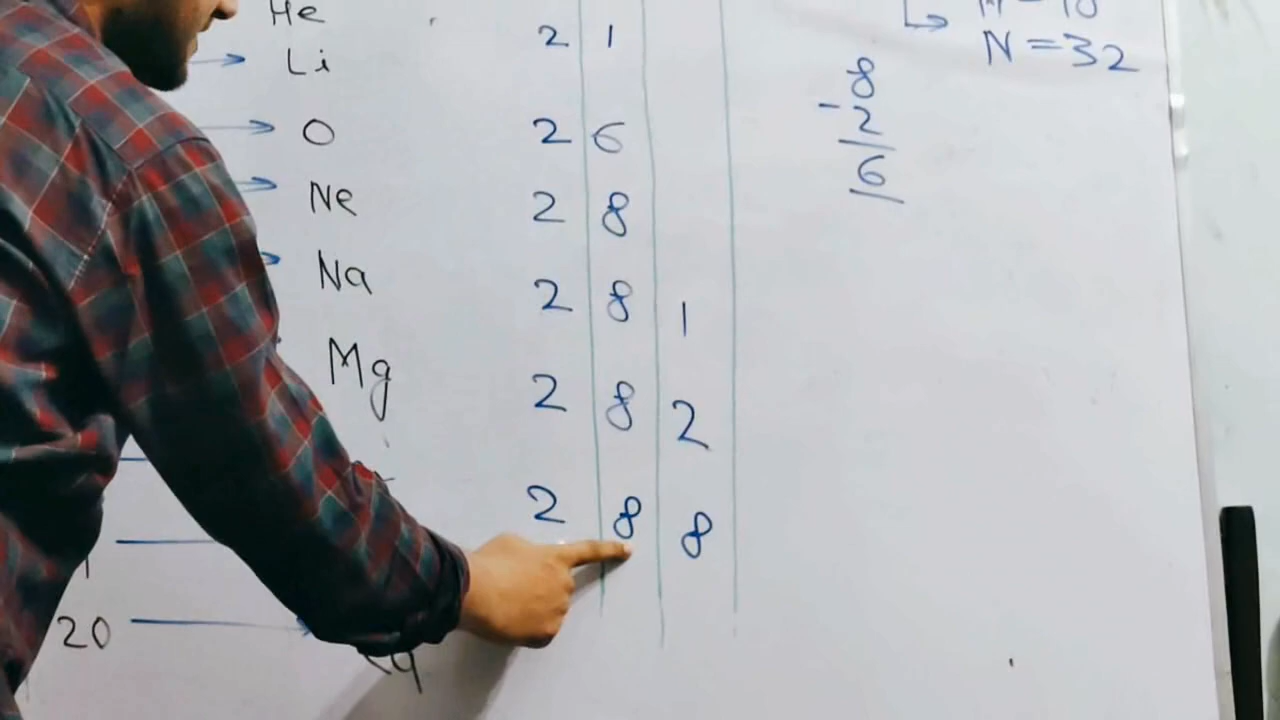 He
Li 2 1
O 2 6
Ne 2 8
Na 2 8 1
Mg 2 8 2
2 8 8
20
N = 32
8
- 2
6